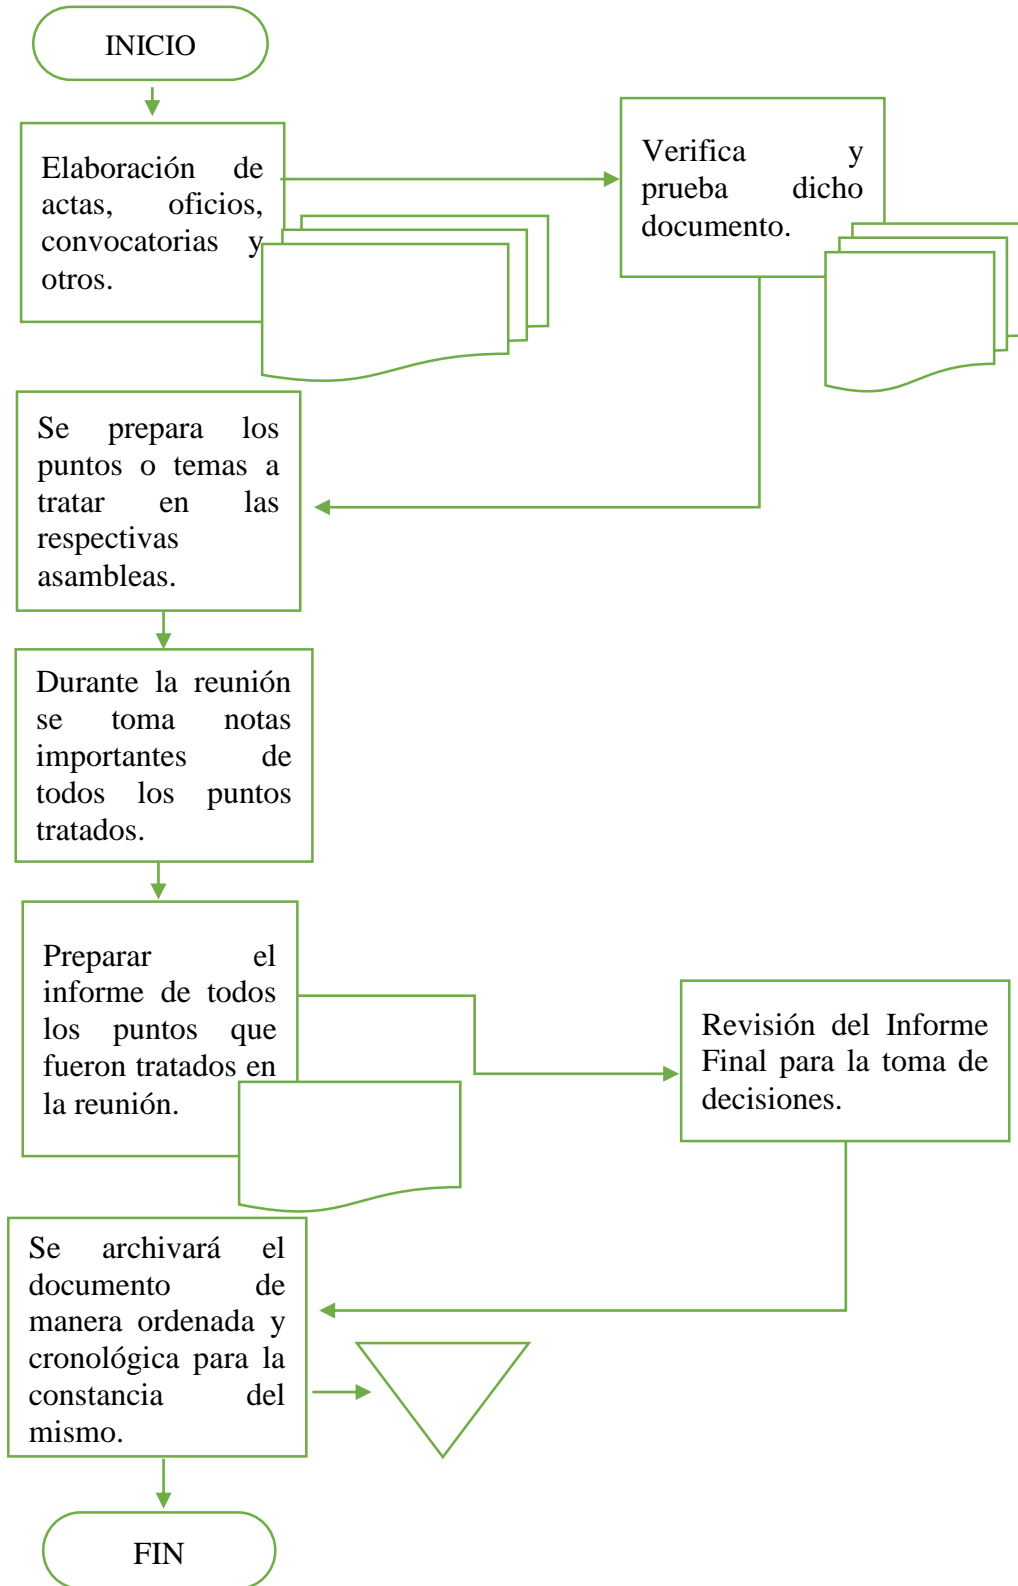 INICIO
Elaboración de
actas, oficios,
convocatorias y
otros.
Verifica y
prueba dicho
documento.
Se prepara los
puntos o temas a
tratar en las
respectivas
asambleas.
Durante la reunión
se toma notas
importantes de
todos los puntos
tratados.
Preparar el
informe de todos
los puntos que
fueron tratados en
la reunión.
Revisión del Informe
Final para la toma de
decisiones.
Se archivará el
documento de
manera ordenada y
cronológica para la
constancia del
mismo.
FIN